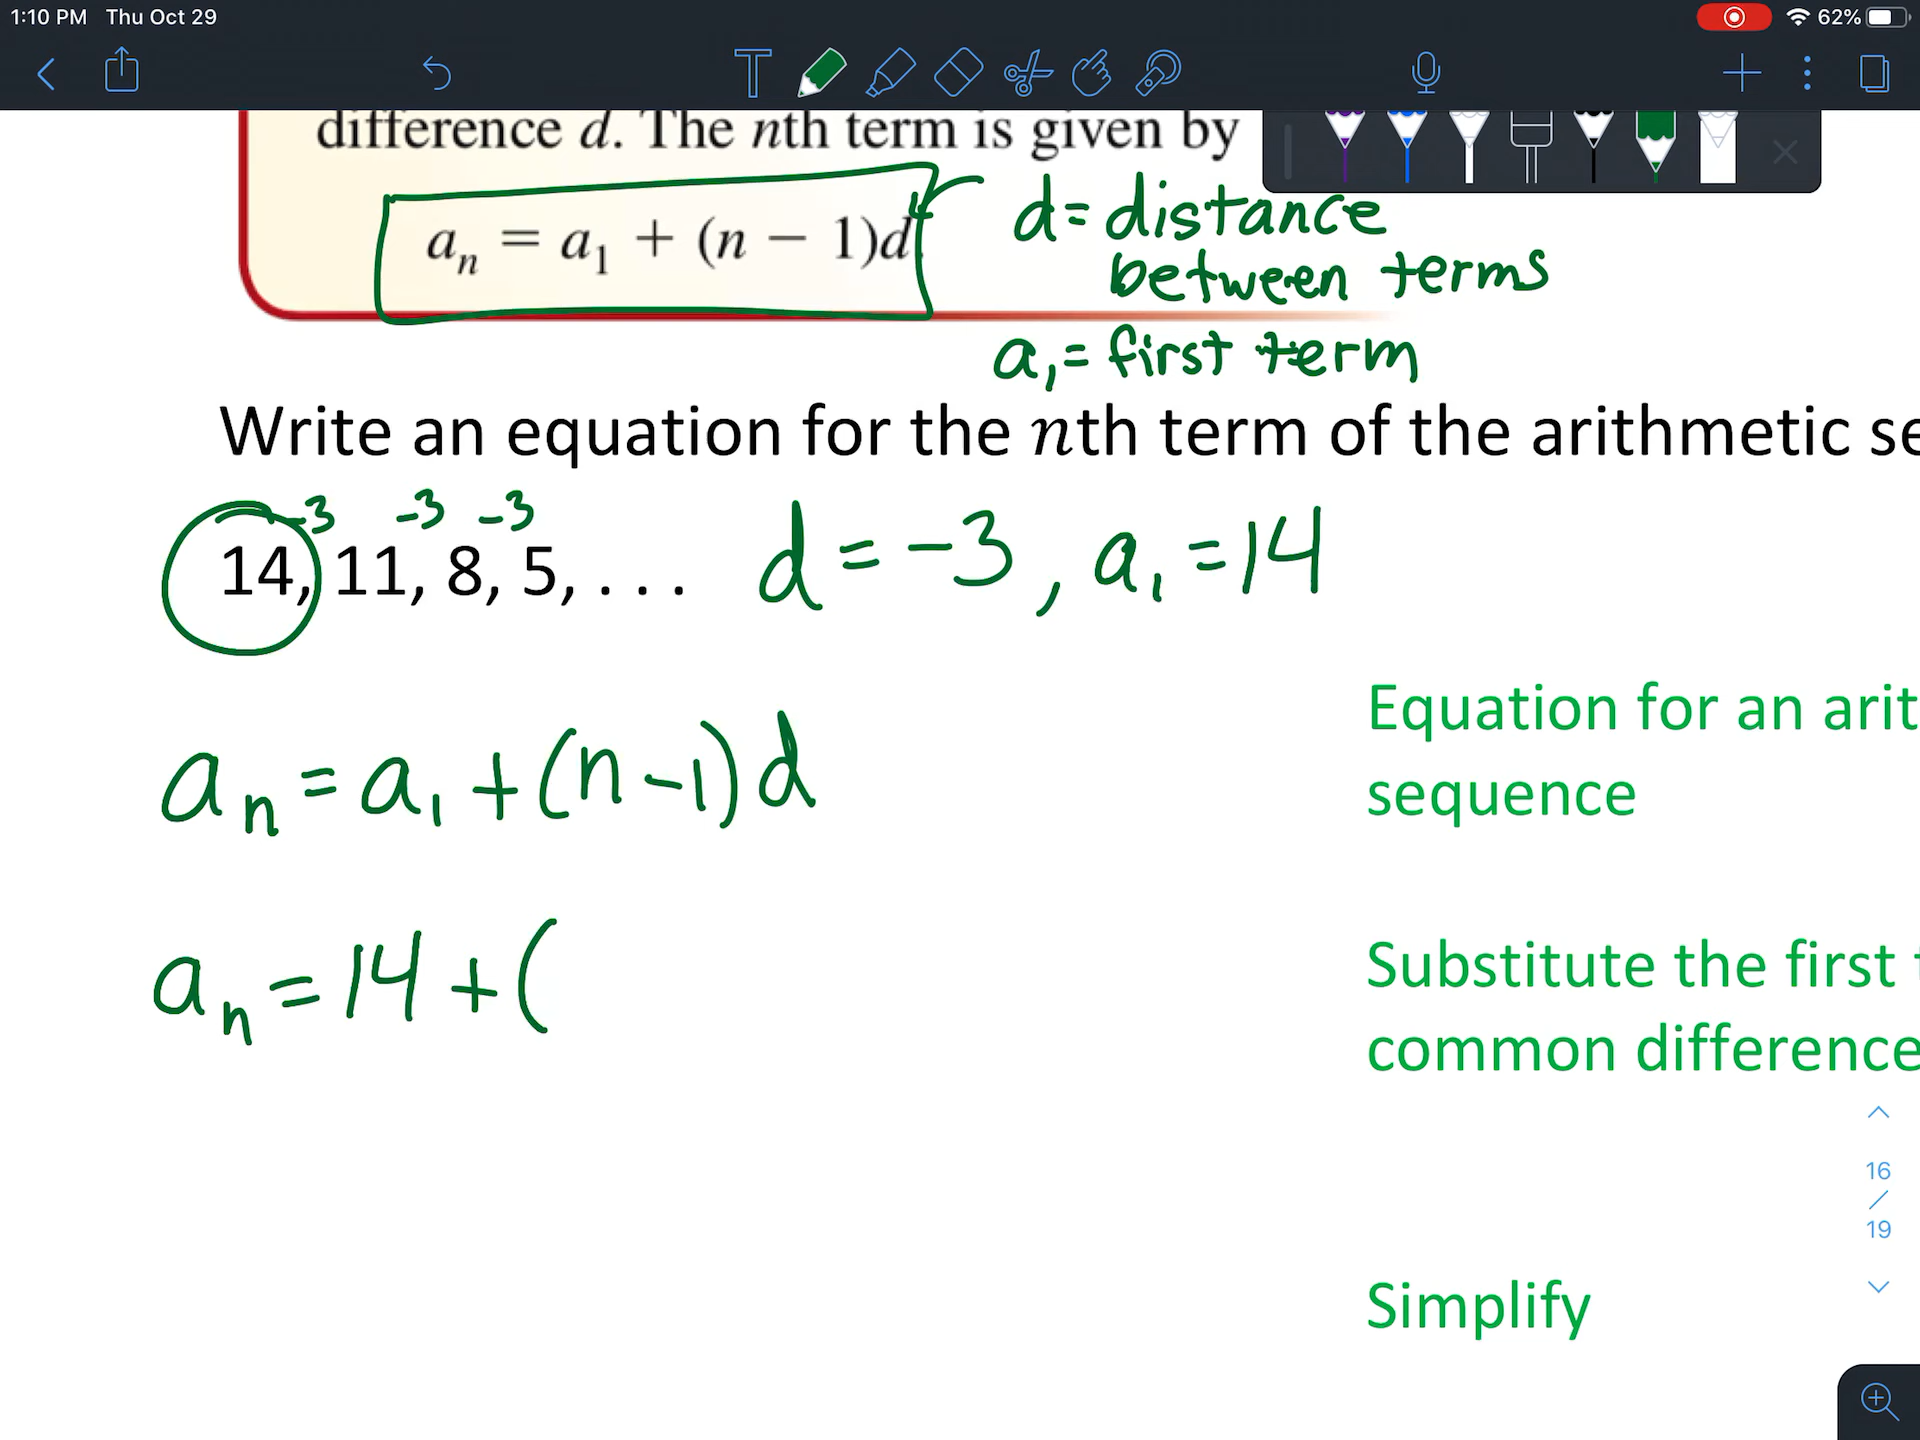 1:10 PM Thu Oct 29
62%
T
difference d. The nth term is given by
aₙ = a₁ + (n − 1)d
d = distance
between terms
a₁ = first term
Write an equation for the nth term of the arithmetic se
-3 -3 -3
14, 11, 8, 5, . . .
d = -3, a₁ = 14
aₙ = a₁ + (n-1)d
Equation for an arit
sequence
aₙ = 14 + (
Substitute the first
common difference
16
/
19
Simplify